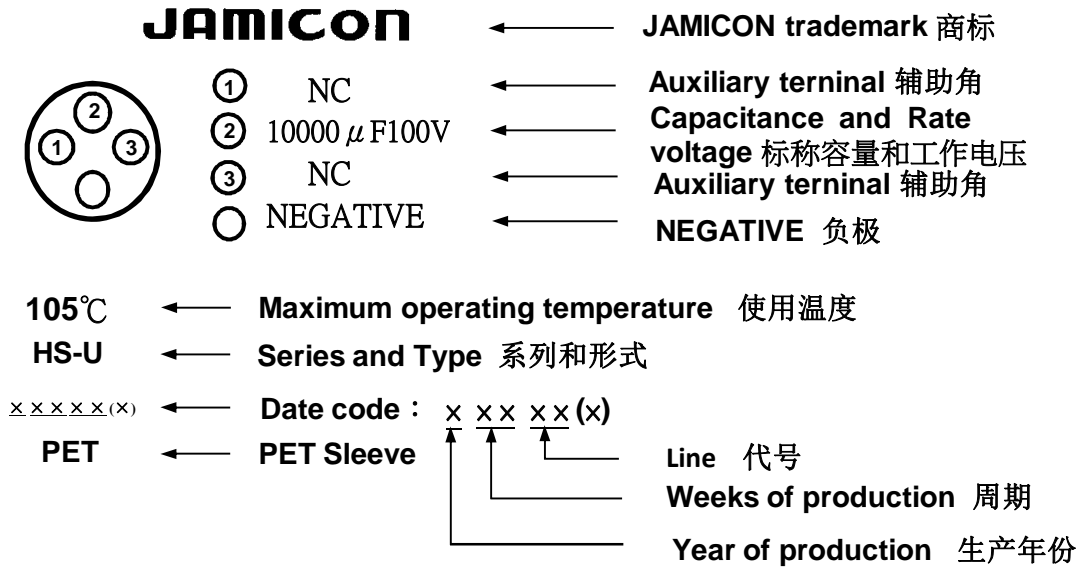 JAMICON JAMICON trademark 商标
① NC Auxiliary terninal 辅助角
② 10000μF100V Capacitance and Rate
voltage 标称容量和工作电压
③ NC Auxiliary terninal 辅助角
NEGATIVE NEGATIVE 负极
② 
① ③
105℃ Maximum operating temperature 使用温度
HS-U Series and Type 系列和形式
×××××(×) Date code： × ×× ××(×)
PET PET Sleeve
Line 代号
Weeks of production 周期
Year of production 生产年份